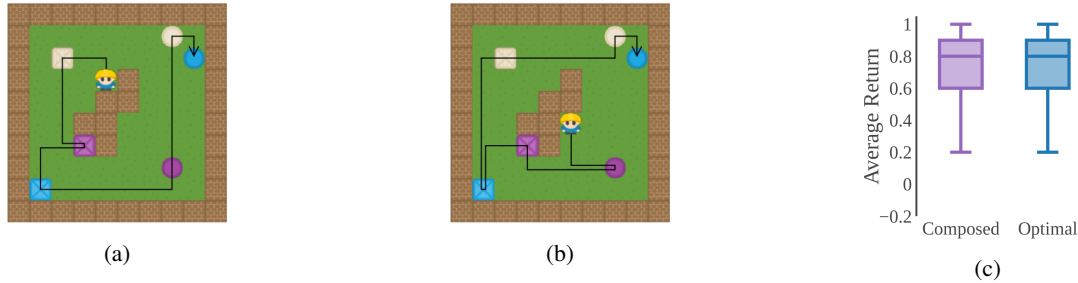 (a)
(b)
Average Return
1
0.8
0.6
0.4
0.2
0
−0.2
Composed Optimal
(c)